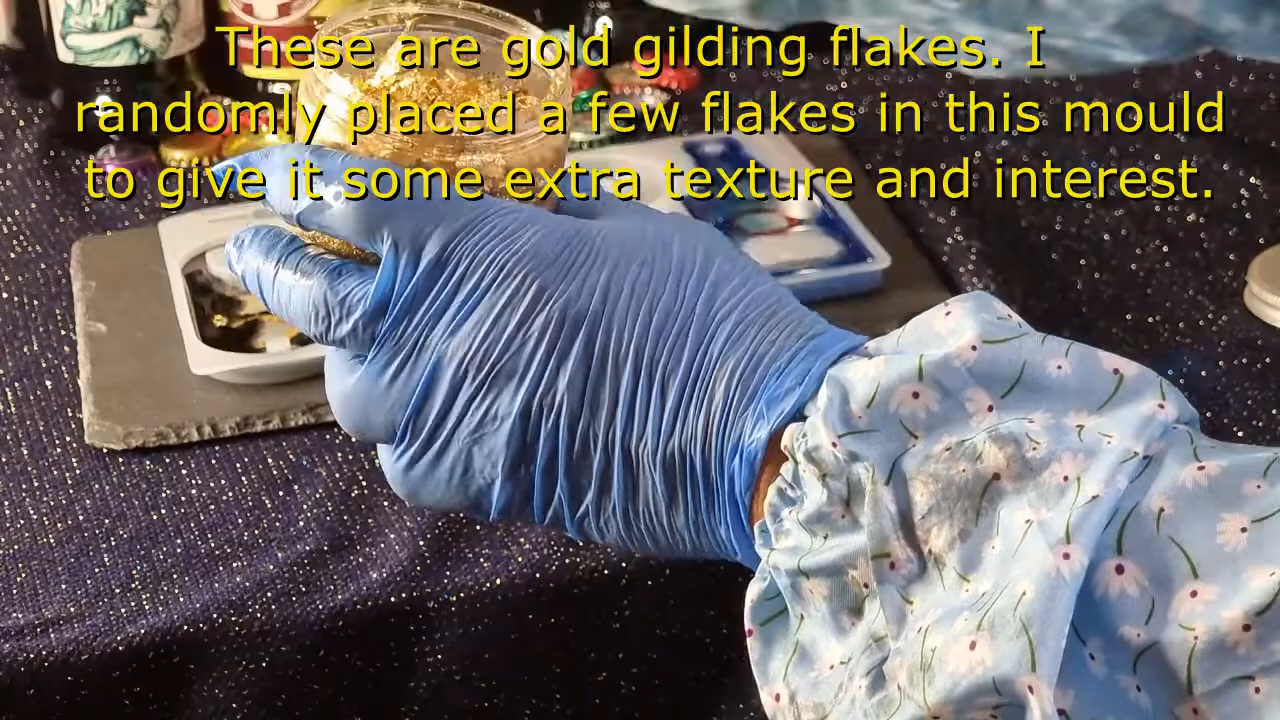 These are gold gilding flakes. I
randomly placed a few flakes in this mould
to give it some extra texture and interest.